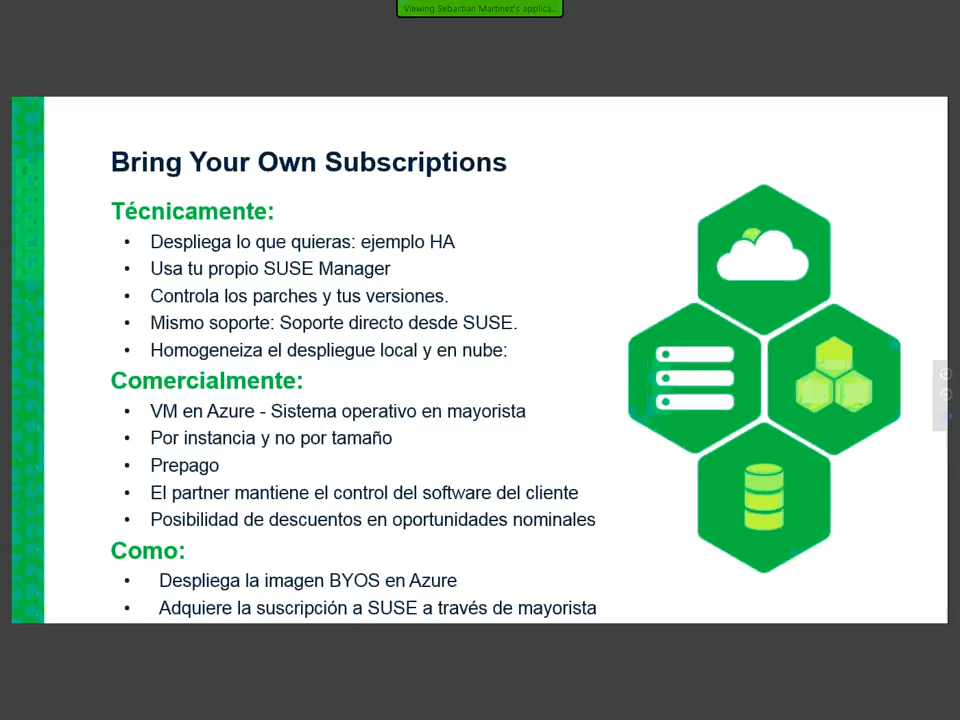 Viewing Sebastian Martinez's applica...
Bring Your Own Subscriptions
Técnicamente:
• Despliega lo que quieras: ejemplo HA
• Usa tu propio SUSE Manager
• Controla los parches y tus versiones.
• Mismo soporte: Soporte directo desde SUSE.
• Homogeneiza el despliegue local y en nube:
Comercialmente:
• VM en Azure - Sistema operativo en mayorista
• Por instancia y no por tamaño
• Prepago
• El partner mantiene el control del software del cliente
• Posibilidad de descuentos en oportunidades nominales
Como:
• Despliega la imagen BYOS en Azure
• Adquiere la suscripción a SUSE a través de mayorista